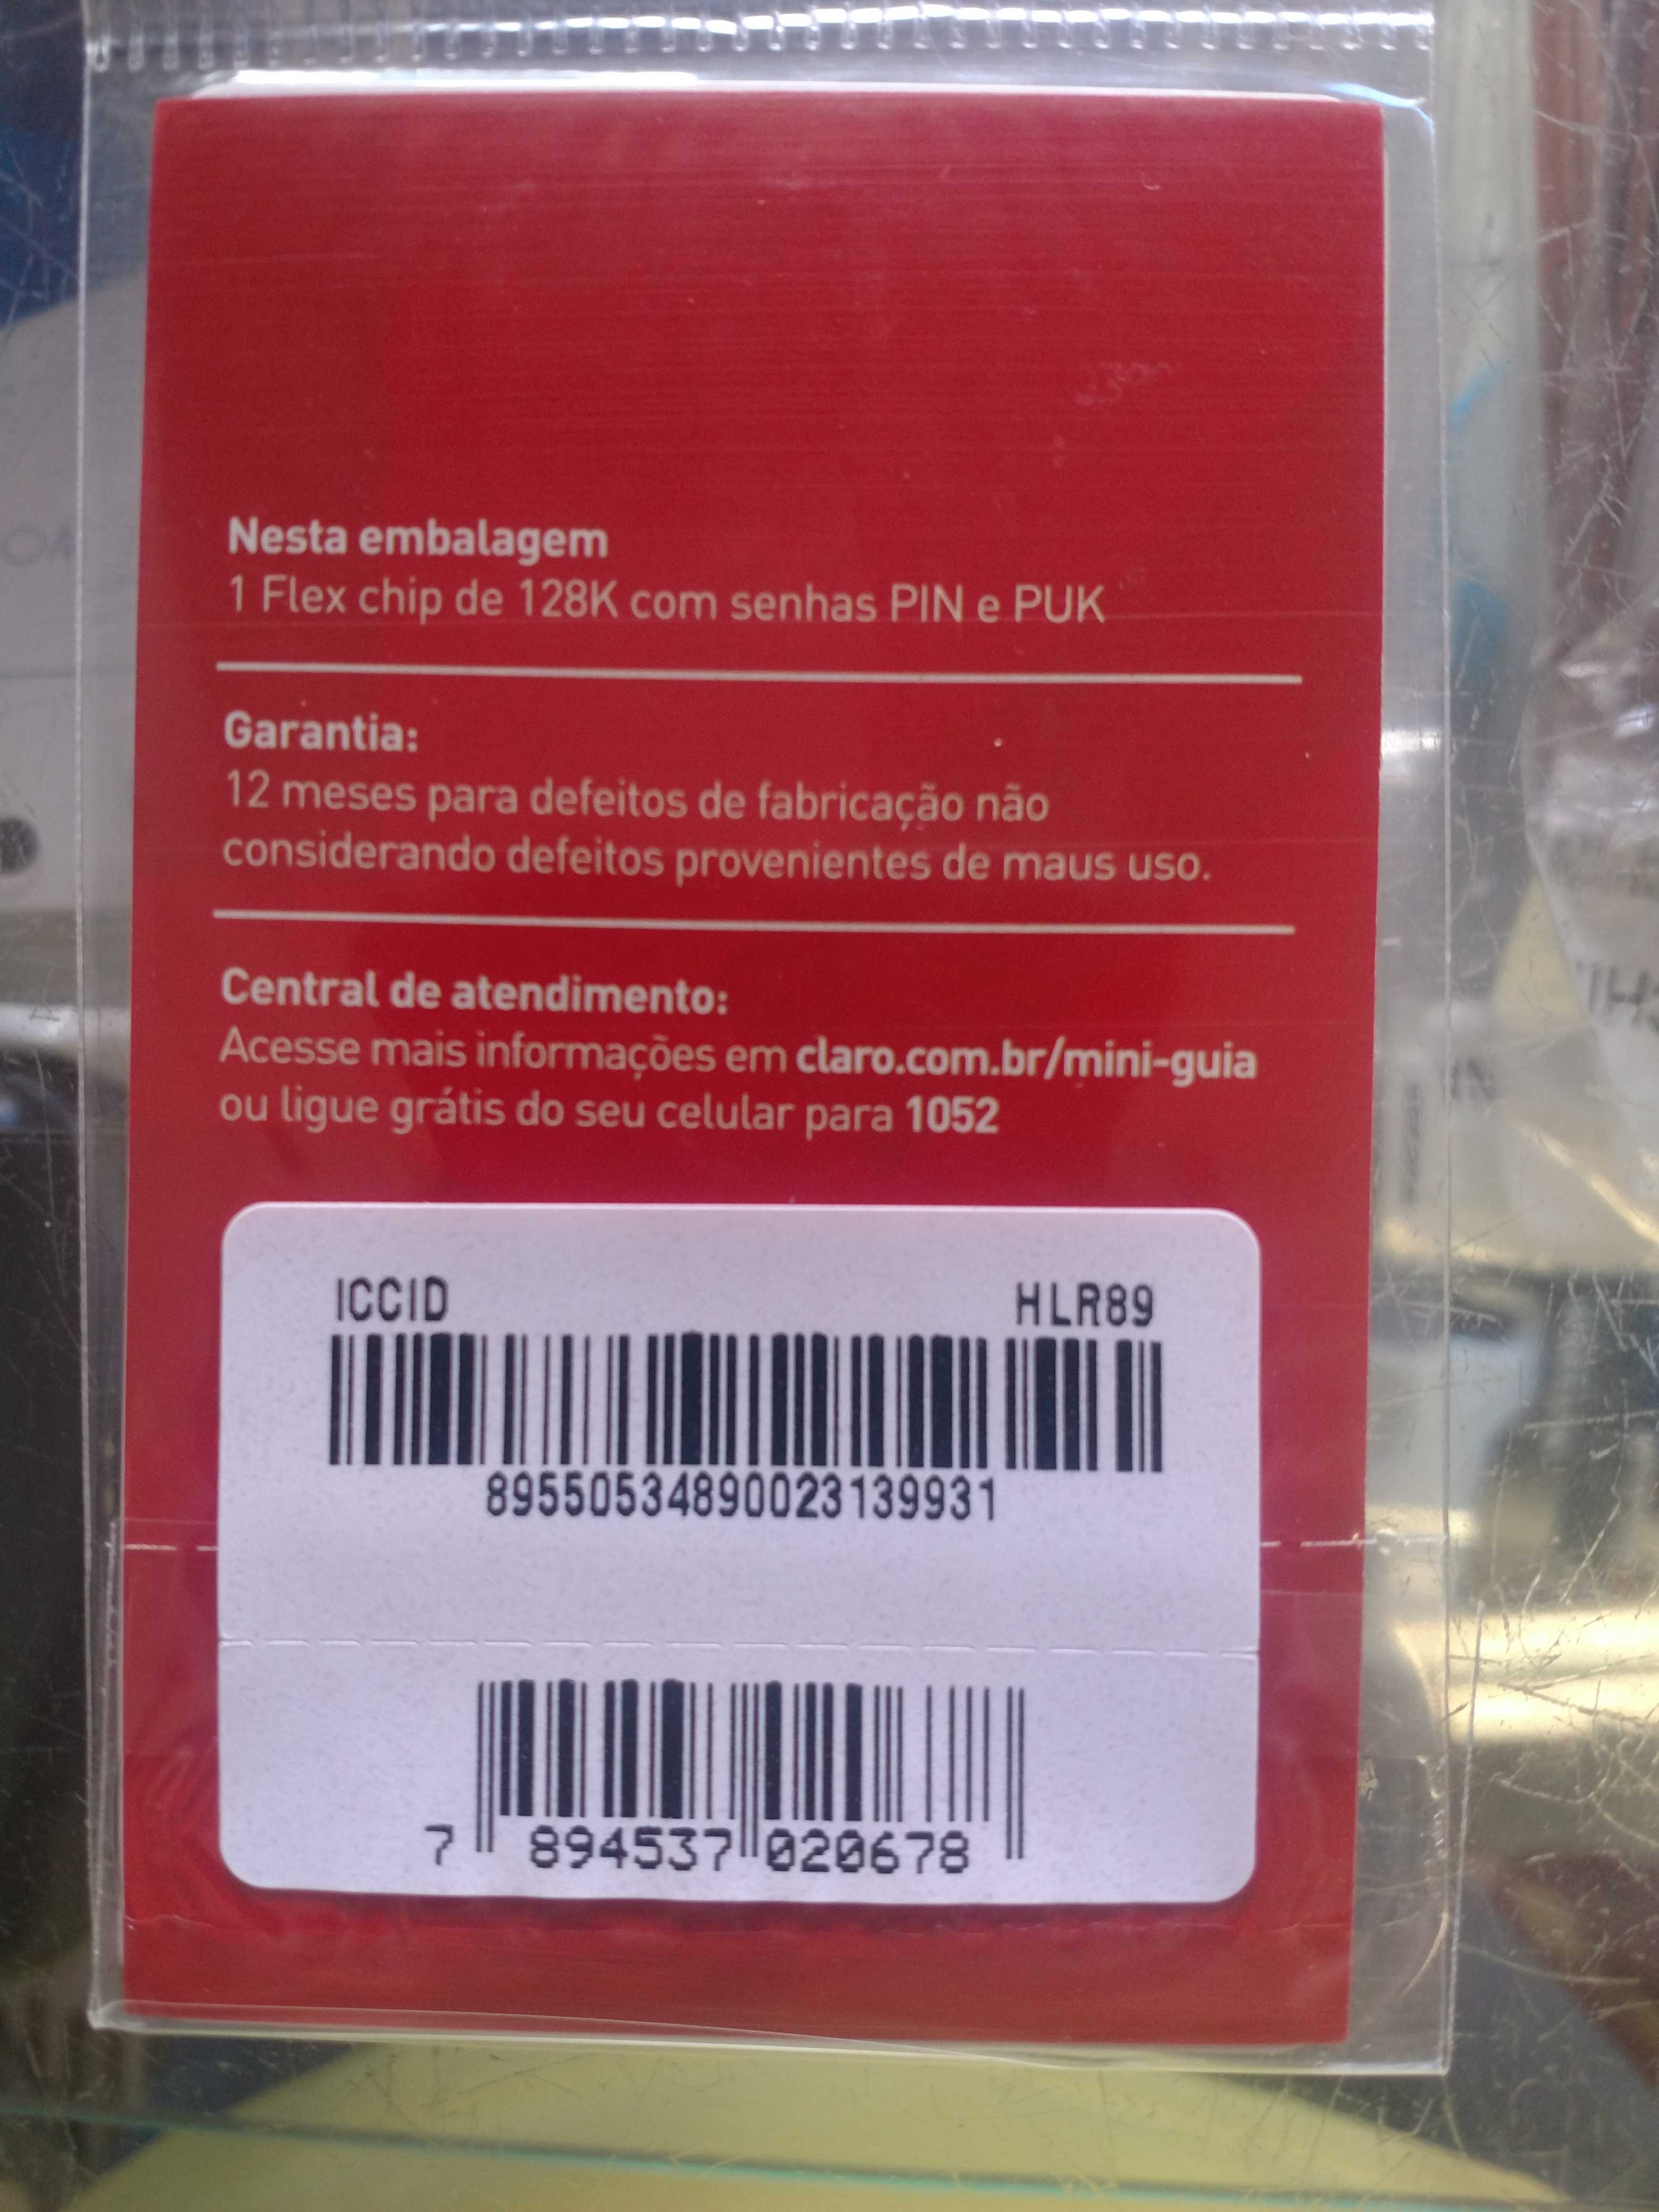 Nesta embalagem
1 Flex chip de 128K com senhas PIN e PUK
Garantia:
12 meses para defeitos de fabricação não
considerando defeitos provenientes de maus uso.
Central de atendimento:
Acesse mais informações em claro.com.br/mini-guia
ou ligue grátis do seu celular para 1052
ICCID HLR89
89550534890023139931
7 894537 020678